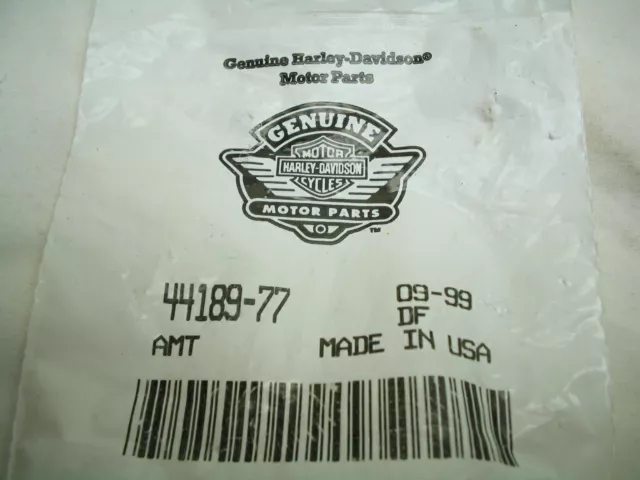 Genuine Harley-Davidson®
Motor Parts
GENUINE
MOTOR
HARLEY-DAVIDSON
CYCLES
MOTOR PARTS
™
44189-77
09-99
DF
AMT
MADE IN USA